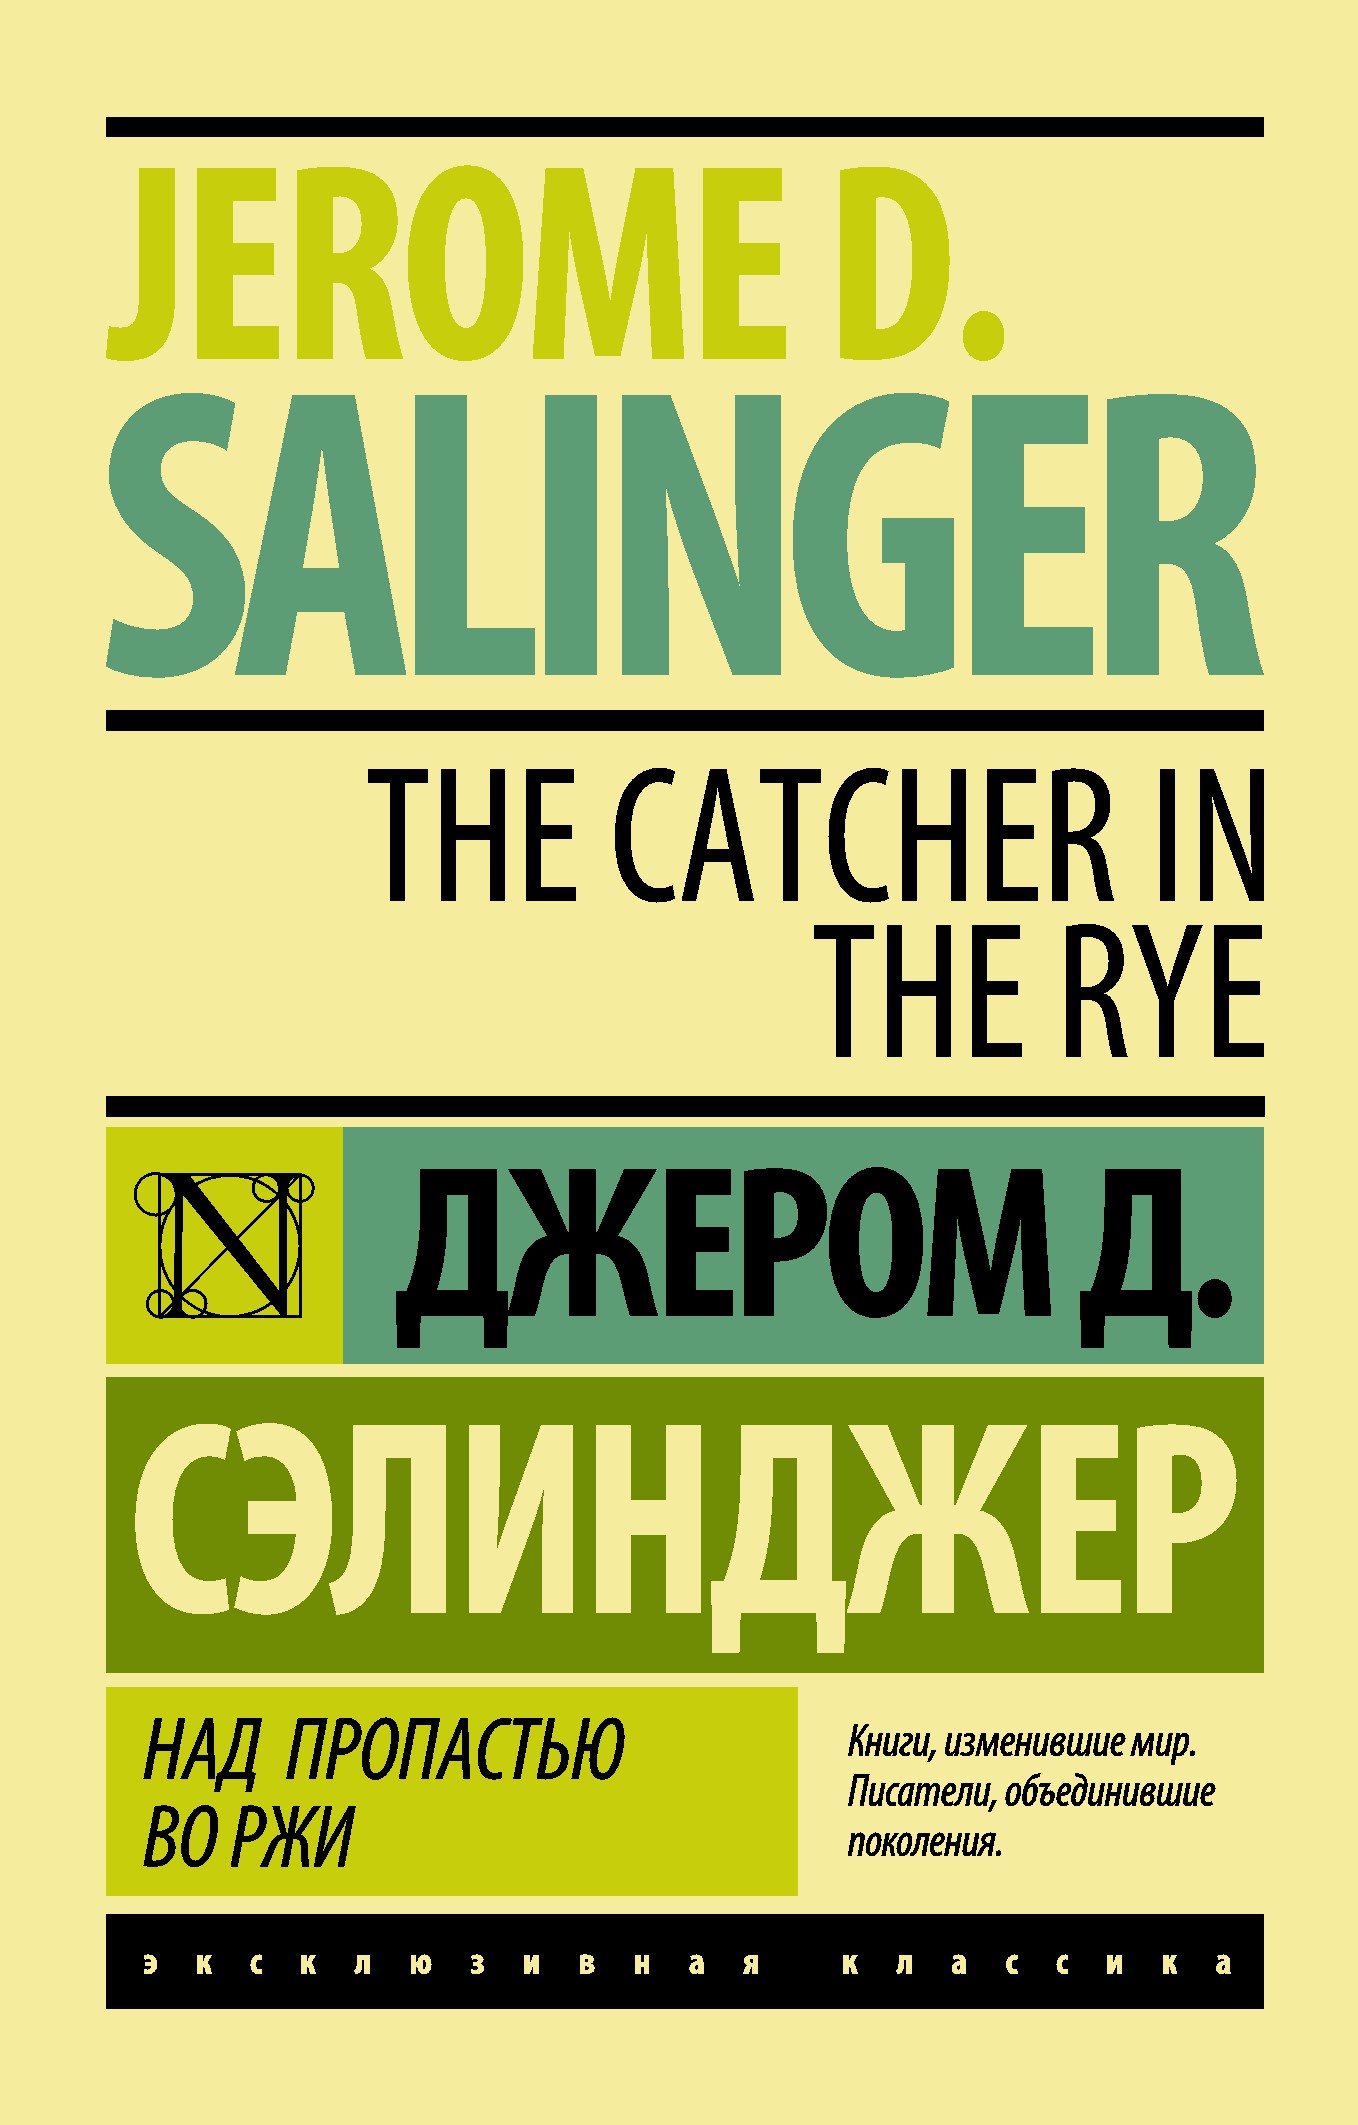 JEROME D.
SALINGER
THE CATCHER IN
THE RYE
N
ДЖЕРОМ Д.
СЭЛИНДЖЕР
НАД ПРОПАСТЬЮ
ВО РЖИ
Книги, изменившие мир.
Писатели, объединившие
поколения.
эксклюзивная классика